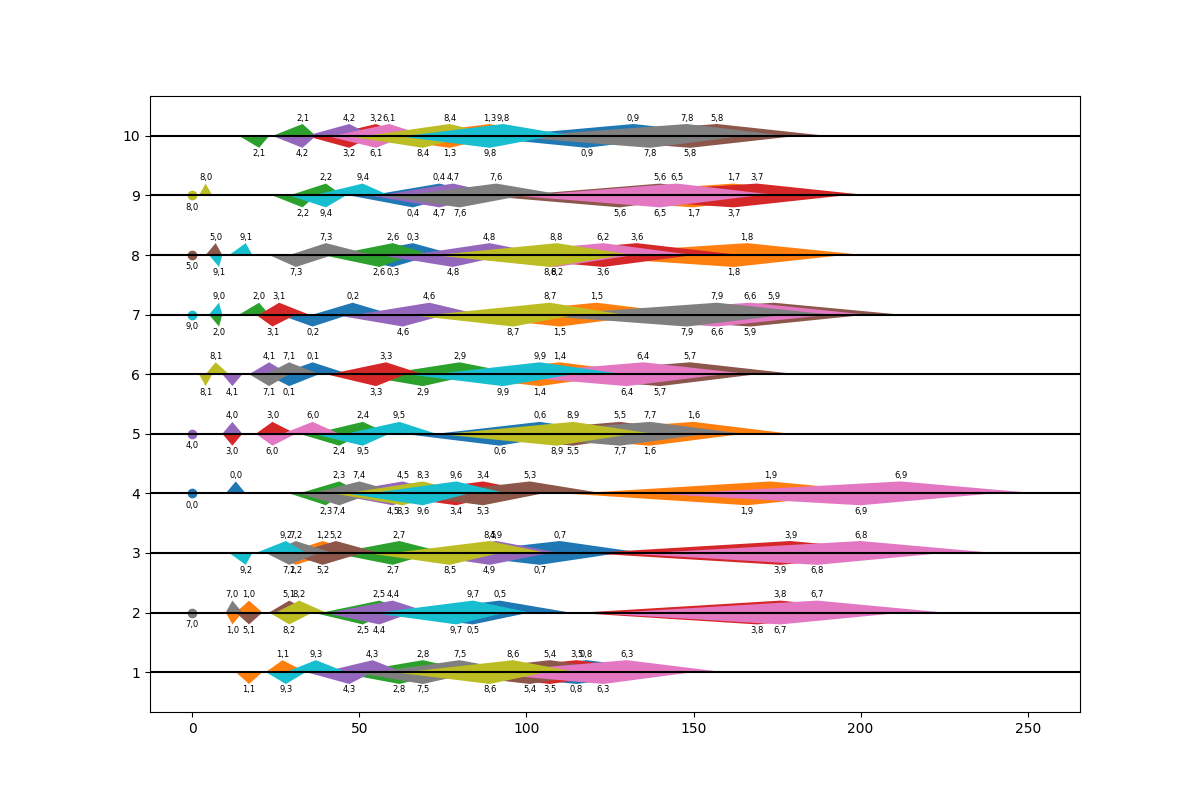 2,1 4,2 3,2 6,1 8,4 1,3 9,8 0,9 7,8 5,8
10
2,1 4,2 3,2 6,1 8,4 1,3 9,8 0,9 7,8 5,8
8,0 2,2 9,4 0,4 4,7 7,6 5,6 6,5 1,7 3,7
9
8,0 2,2 9,4 0,4 4,7 7,6 5,6 6,5 1,7 3,7
5,0 9,1 7,3 2,6 0,3 4,8 8,8 6,2 3,6 1,8
8
5,0 9,1 7,3 2,6 0,3 4,8 8,8 6,2 3,6 1,8
9,0 2,0 3,1 0,2 4,6 8,7 1,5 7,9 6,6 5,9
7
9,0 2,0 3,1 0,2 4,6 8,7 1,5 7,9 6,6 5,9
8,1 4,1 7,1 0,1 3,3 2,9 9,9 1,4 6,4 5,7
6
8,1 4,1 7,1 0,1 3,3 2,9 9,9 1,4 6,4 5,7
4,0 3,0 6,0 2,4 9,5 0,6 8,9 5,5 7,7 1,6
5
4,0 3,0 6,0 2,4 9,5 0,6 8,9 5,5 7,7 1,6
0,0 2,3 7,4 4,5 8,3 9,6 3,4 5,3 1,9 6,9
4
0,0 2,3 7,4 4,5 8,3 9,6 3,4 5,3 1,9 6,9
9,2 7,2 1,2 5,2 2,7 8,5 4,9 0,7 3,9 6,8
3
9,2 7,2 1,2 5,2 2,7 8,5 4,9 0,7 3,9 6,8
7,0 1,0 5,1 8,2 2,5 4,4 9,7 0,5 3,8 6,7
2
7,0 1,0 5,1 8,2 2,5 4,4 9,7 0,5 3,8 6,7
1,1 9,3 4,3 2,8 7,5 8,6 5,4 3,5 0,8 6,3
1
1,1 9,3 4,3 2,8 7,5 8,6 5,4 3,5 0,8 6,3
0 50 100 150 200 250